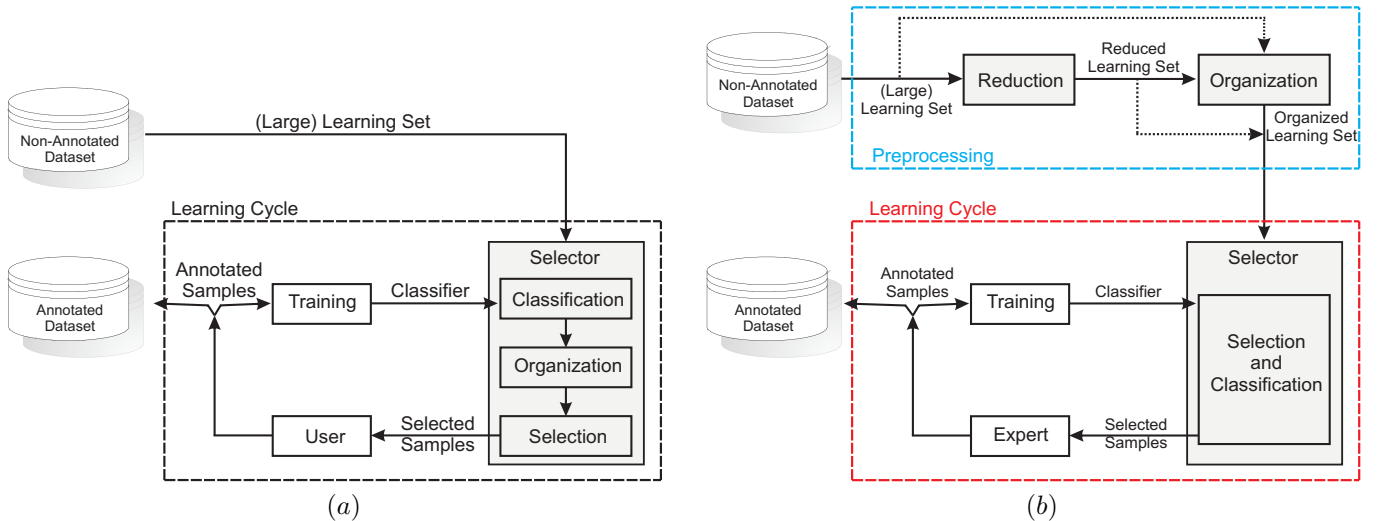 Non-Annotated
Dataset
(Large) Learning Set
Learning Cycle
Annotated
Dataset
Annotated
Samples
Training
Classifier
Selector
Classification
Organization
Selection
Selected
Samples
User
(a)
Non-Annotated
Dataset
(Large)
Learning Set
Reduction
Reduced
Learning Set
Organization
Organized
Learning Set
Preprocessing
Learning Cycle
Annotated
Dataset
Annotated
Samples
Training
Classifier
Selector
Selection
and
Classification
Selected
Samples
Expert
(b)